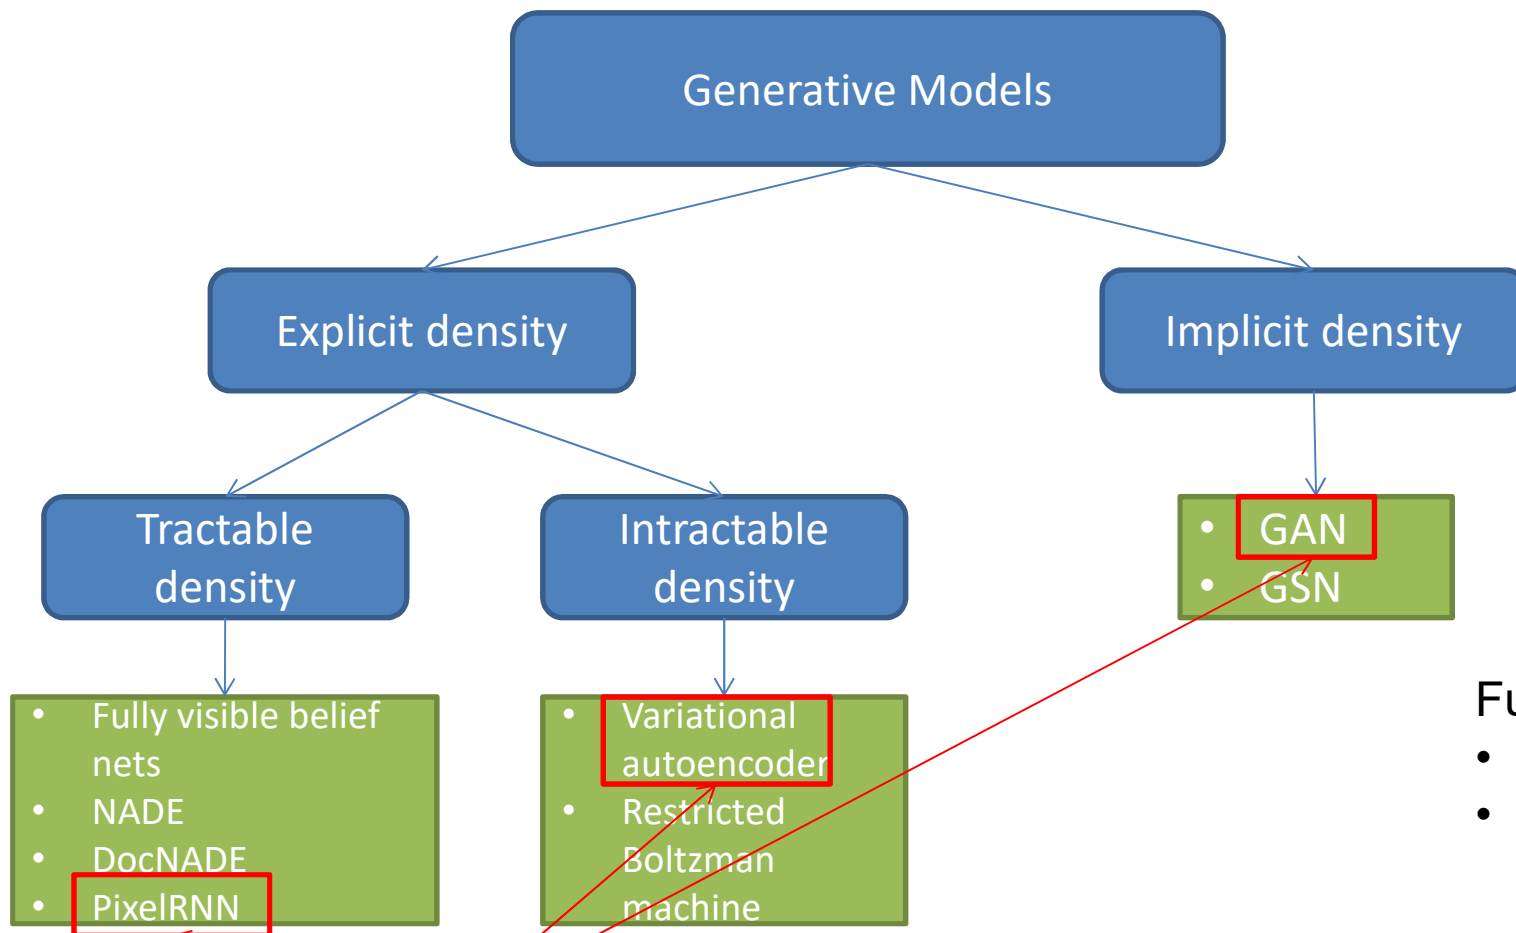 Generative Models
Explicit density
Implicit density
Tractable
density
Intractable
density
• GAN
• GSN
• Fully visible belief
nets
• NADE
• DocNADE
• PixelRNN
• Variational
autoencoder
• Restricted
Boltzman
machine
•
•